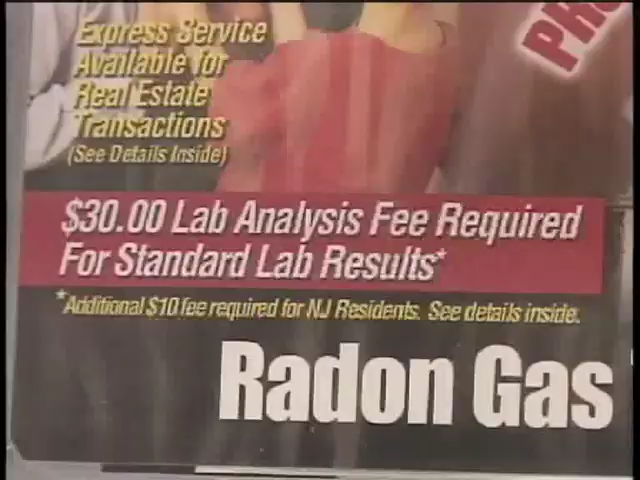 Express Service
Available for
Real Estate
Transactions
(See Details Inside)
$30.00 Lab Analysis Fee Required
For Standard Lab Results*
*Additional $10 fee required for NJ Residents. See details inside.
Radon Gas